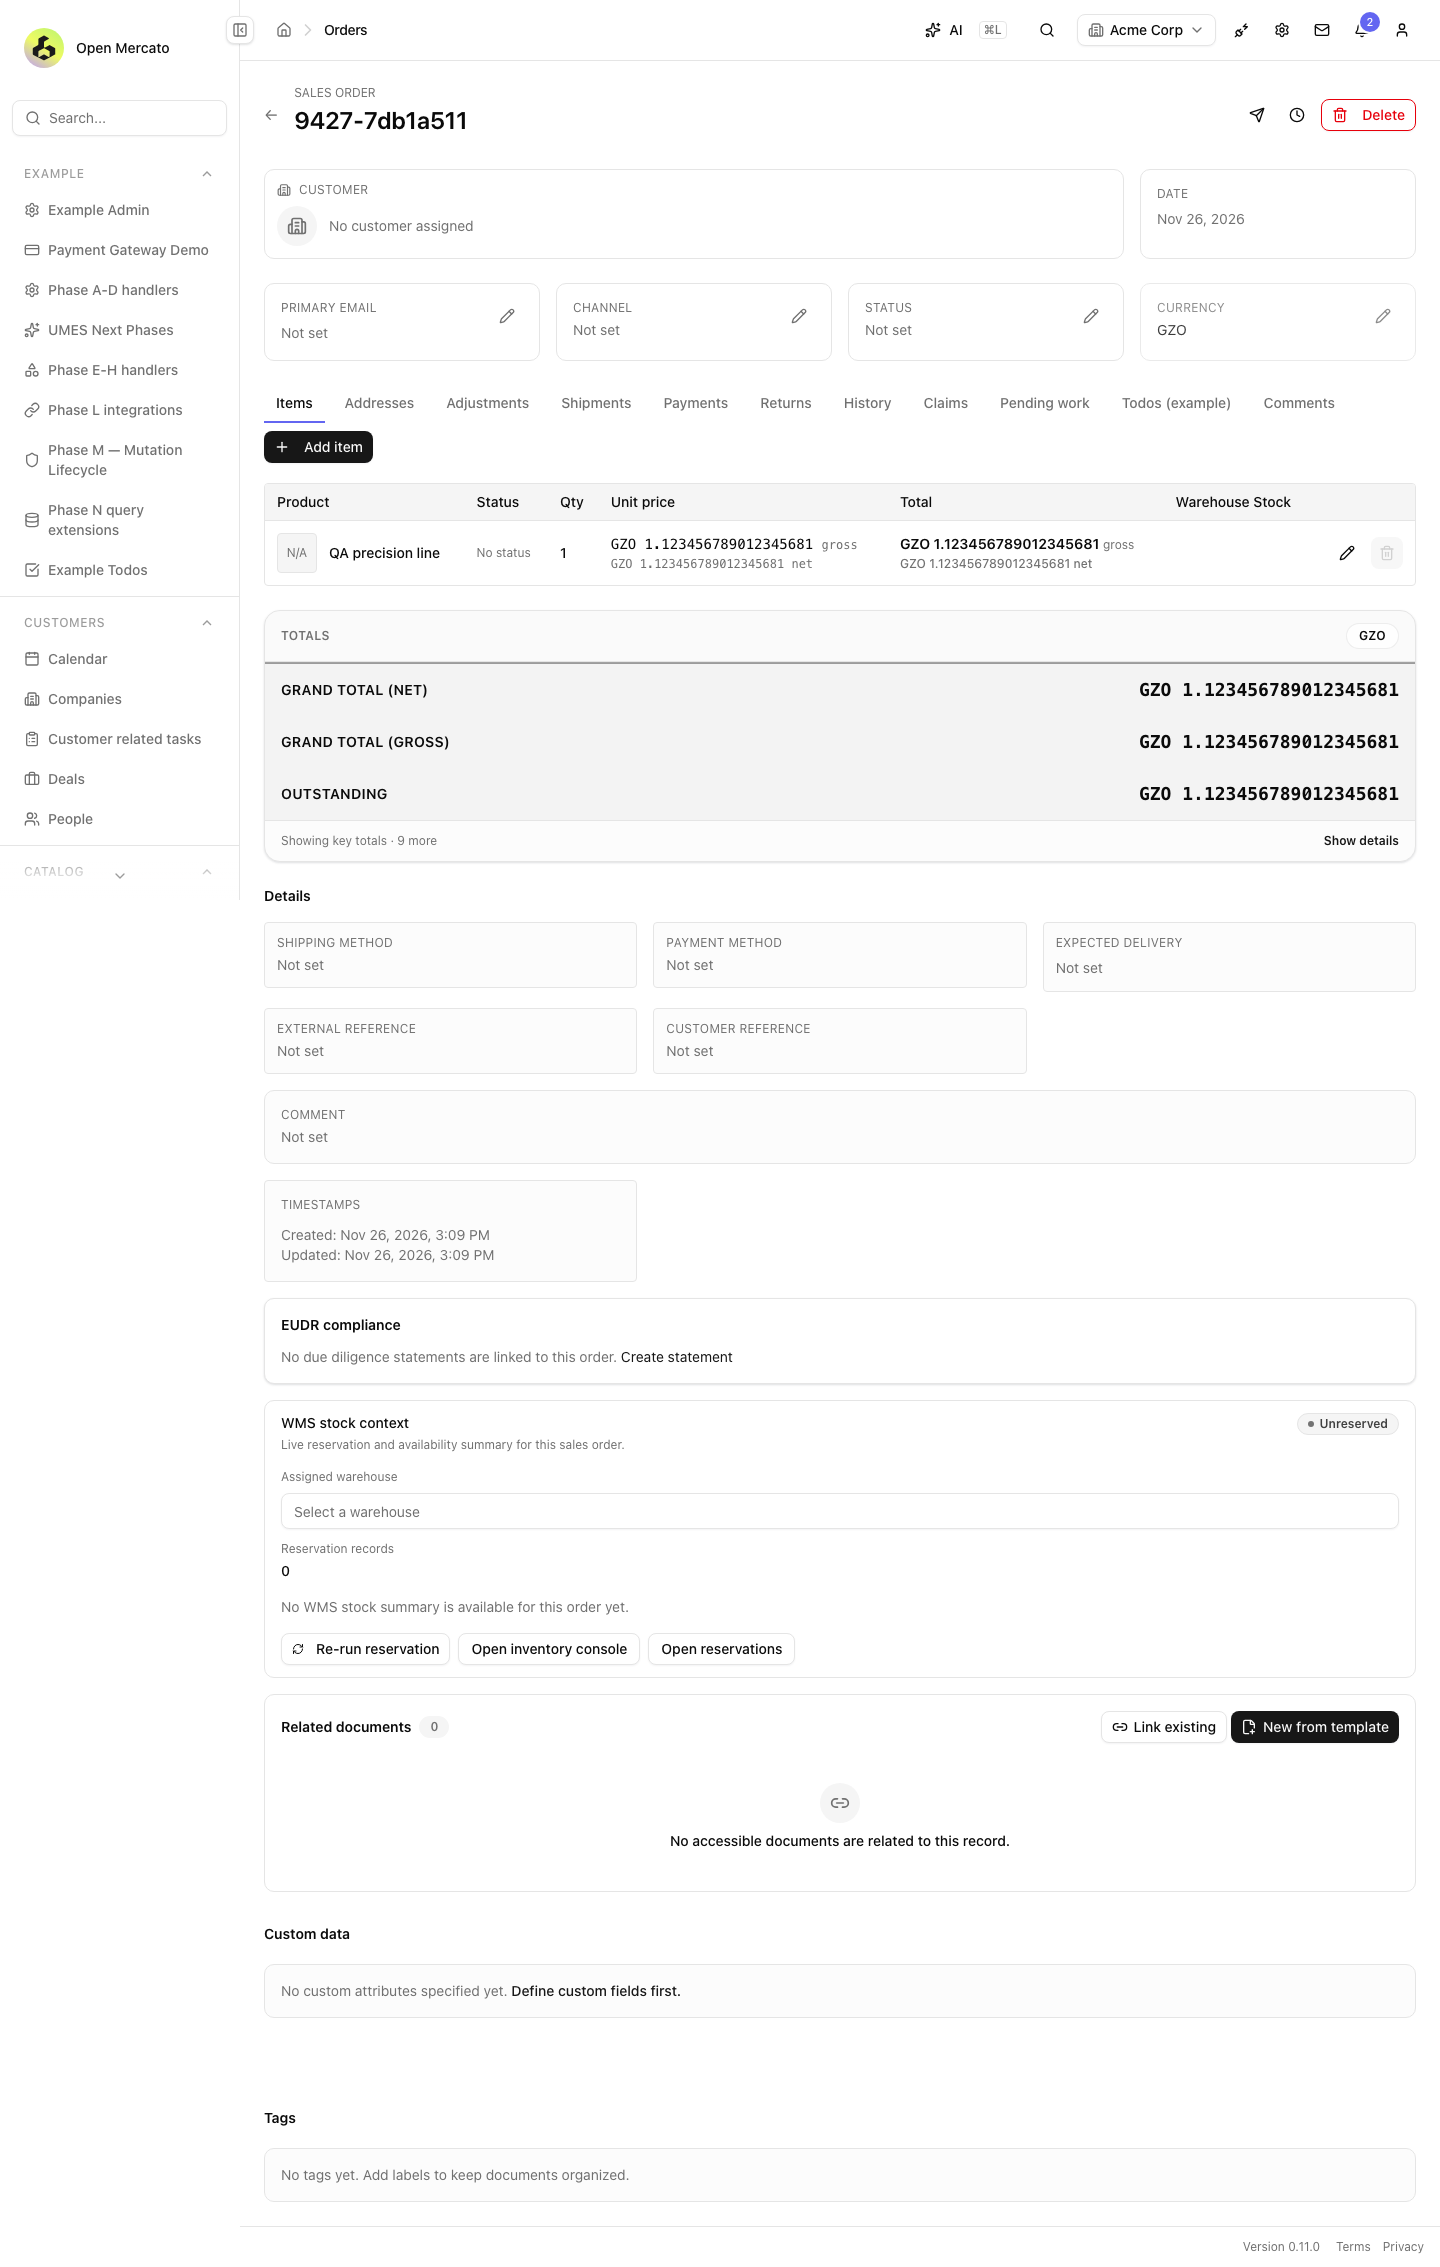 Open Mercato
Search...
EXAMPLE
Example Admin
Payment Gateway Demo
Phase A-D handlers
UMES Next Phases
Phase E-H handlers
Phase L integrations
Phase M — Mutation
Lifecycle
Phase N query
extensions
Example Todos
CUSTOMERS
Calendar
Companies
Customer related tasks
Deals
People
CATALOG
Orders
AI ⌘L
Acme Corp
2
SALES ORDER
9427-7db1a511
Delete
CUSTOMER
No customer assigned
DATE
Nov 26, 2026
PRIMARY EMAIL
Not set
CHANNEL
Not set
STATUS
Not set
CURRENCY
GZO
Items Addresses Adjustments Shipments Payments Returns History Claims Pending work Todos (example) Comments
Add item
Product Status Qty Unit price Total Warehouse Stock
N/A QA precision line No status 1 GZO 1.123456789012345681 gross GZO 1.123456789012345681 gross
GZO 1.123456789012345681 net GZO 1.123456789012345681 net
TOTALS GZO
GRAND TOTAL (NET) GZO 1.123456789012345681
GRAND TOTAL (GROSS) GZO 1.123456789012345681
OUTSTANDING GZO 1.123456789012345681
Showing key totals · 9 more Show details
Details
SHIPPING METHOD
Not set
PAYMENT METHOD
Not set
EXPECTED DELIVERY
Not set
EXTERNAL REFERENCE
Not set
CUSTOMER REFERENCE
Not set
COMMENT
Not set
TIMESTAMPS
Created: Nov 26, 2026, 3:09 PM
Updated: Nov 26, 2026, 3:09 PM
EUDR compliance
No due diligence statements are linked to this order. Create statement
WMS stock context Unreserved
Live reservation and availability summary for this sales order.
Assigned warehouse
Select a warehouse
Reservation records
0
No WMS stock summary is available for this order yet.
Re-run reservation Open inventory console Open reservations
Related documents 0 Link existing New from template
No accessible documents are related to this record.
Custom data
No custom attributes specified yet. Define custom fields first.
Tags
No tags yet. Add labels to keep documents organized.
Version 0.11.0 Terms Privacy